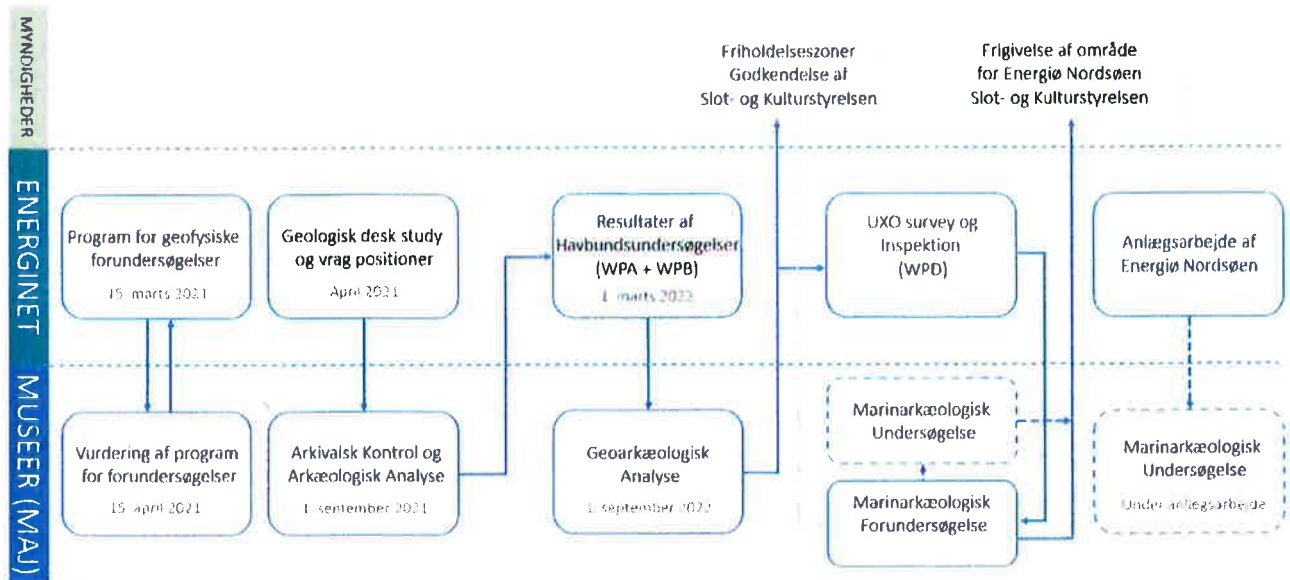 MYNDIGHEDER
Friholdelseszoner
Godkendelse af
Slot- og Kulturstyrelsen
Frigivelse af område
for Energiø Nordsøen
Slot- og Kulturstyrelsen
ENERGINET
Program for geofysiske
forundersøgelser
15. marts 2021
Geologisk desk study
og vrag positioner
April 2021
Resultater af
Havbundsundersøgelser
(WPA + WPB)
1. marts 2022
UXO survey og
Inspektion
(WPD)
Anlægsarbejde af
Energiø Nordsøen
MUSEER (MAJ)
Vurdering af program
for forundersøgelser
15. april 2021
Arkivalsk Kontrol og
Arkæologisk Analyse
1. september 2021
Geoarkæologisk
Analyse
1. september 2022
Marinarkæologisk
Undersøgelse
Marinarkæologisk
Forundersøgelse
Marinarkæologisk
Undersøgelse
Under anlægsarbejde